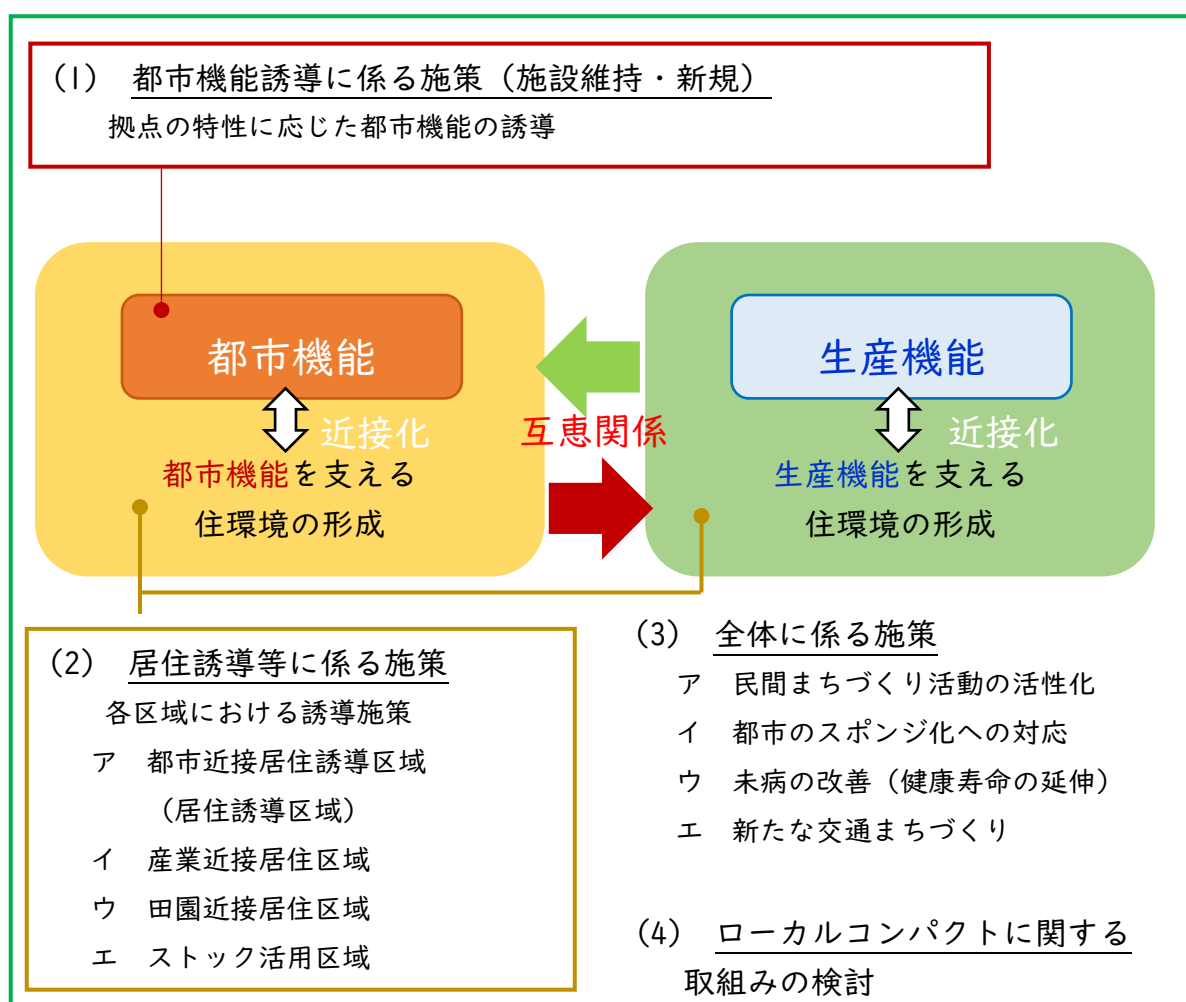 (1) 都市機能誘導に係る施策（施設維持・新規）
拠点の特性に応じた都市機能の誘導
都市機能
近接化
都市機能を支える
住環境の形成
互恵関係
生産機能
近接化
生産機能を支える
住環境の形成
(2) 居住誘導等に係る施策
各区域における誘導施策
ア 都市近接居住誘導区域
（居住誘導区域）
イ 産業近接居住区域
ウ 田園近接居住区域
エ ストック活用区域
(3) 全体に係る施策
ア 民間まちづくり活動の活性化
イ 都市のスポンジ化への対応
ウ 未病の改善（健康寿命の延伸）
エ 新たな交通まちづくり
(4) ローカルコンパクトに関する
取組みの検討